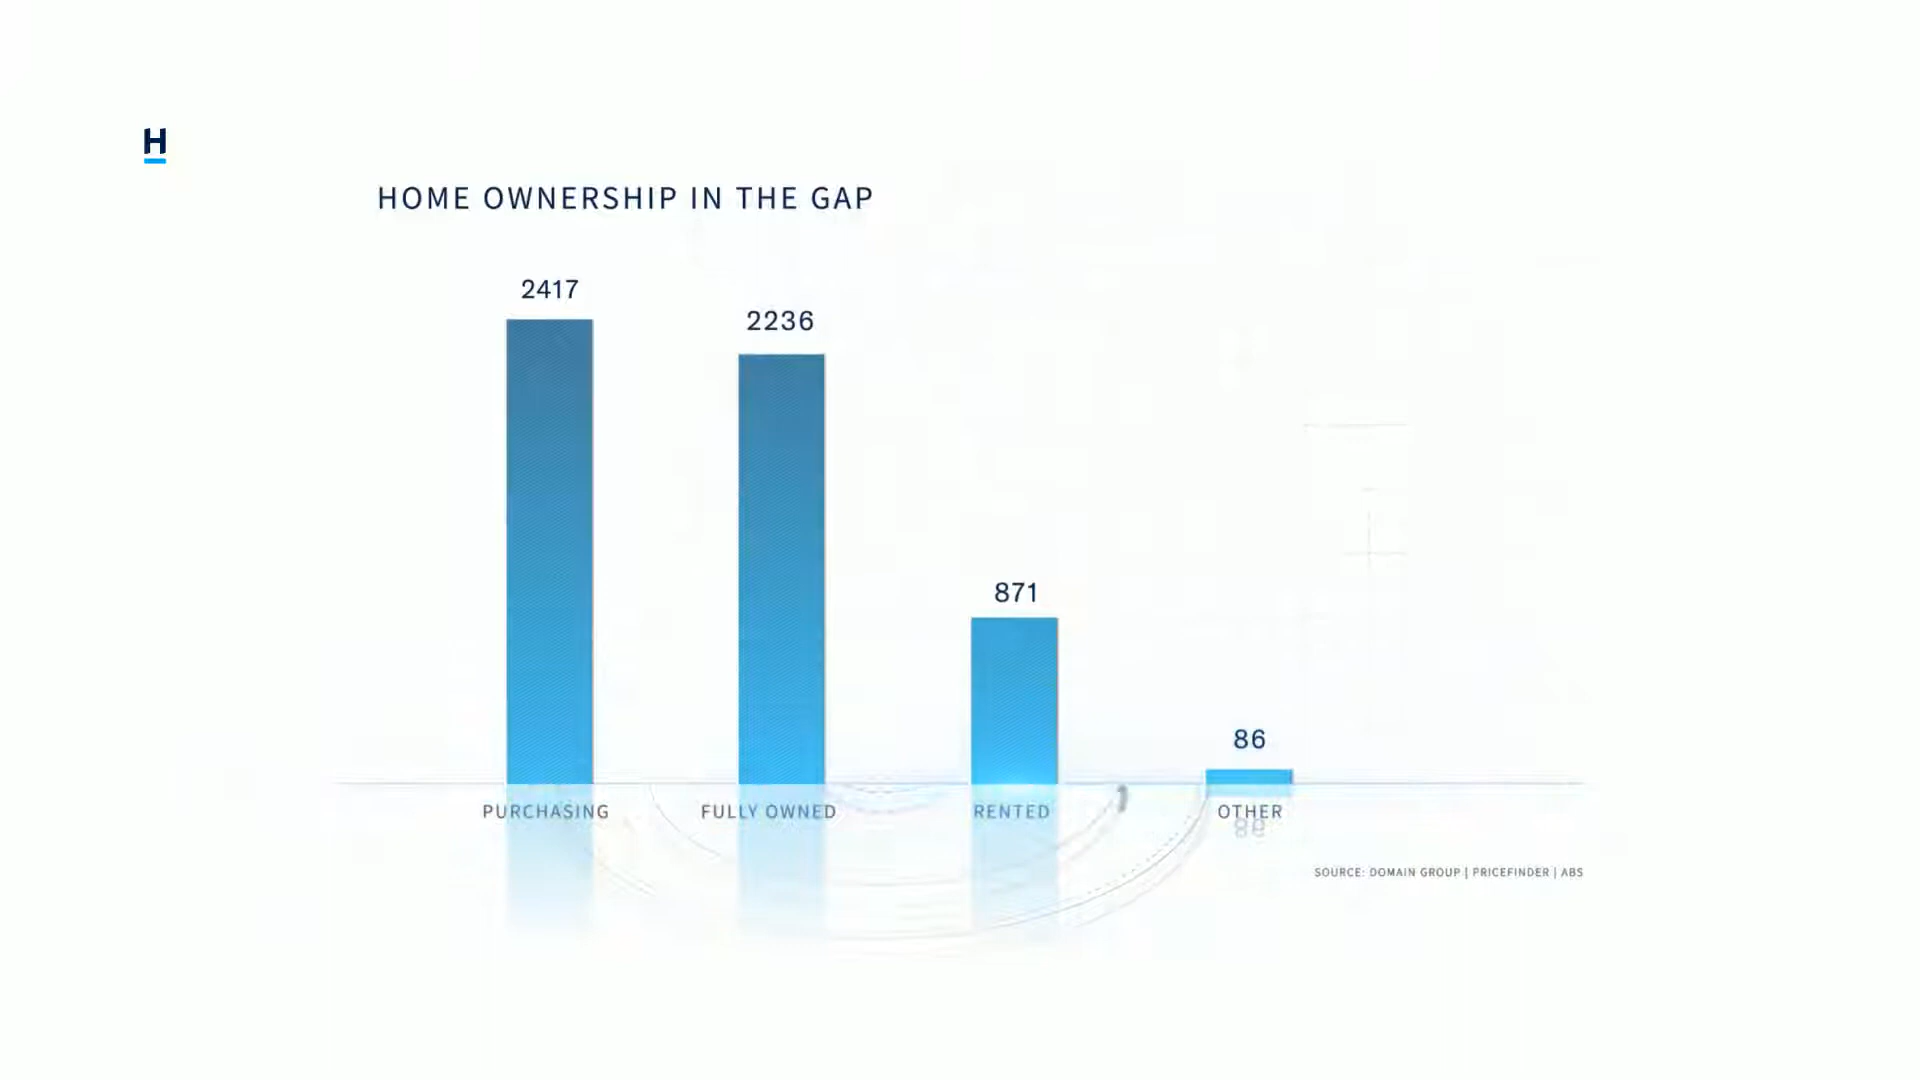 H
HOME OWNERSHIP IN THE GAP
2417
2236
871
86
PURCHASING
FULLY OWNED
RENTED
OTHER
SOURCE: DOMAIN GROUP | PRICEFINDER | ABS